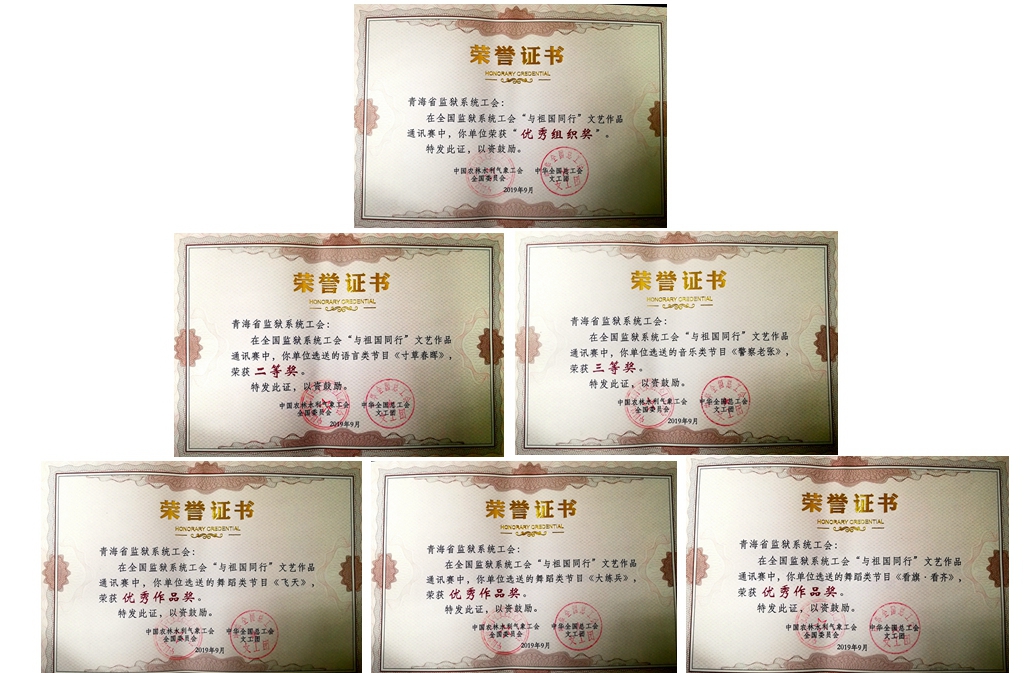 荣誉证书
HONORARY CREDENTIAL
青海省监狱系统工会：
在全国监狱系统工会“与祖国同行”文艺作品
通讯赛中，你单位荣获“优秀组织奖”。
特发此证，以资鼓励。
中国农林水利气象工会 中华全国总工会
全国委员会 文工团
2019年9月
荣誉证书
HONORARY CREDENTIAL
青海省监狱系统工会：
在全国监狱系统工会“与祖国同行”文艺作品
通讯赛中，你单位选送的语言类节目《寸草春晖》，
荣获二等奖。
特发此证，以资鼓励。
中国农林水利气象工会 中华全国总工会
全国委员会 文工团
2019年9月
荣誉证书
HONORARY CREDENTIAL
青海省监狱系统工会：
在全国监狱系统工会“与祖国同行”文艺作品
通讯赛中，你单位选送的音乐类节目《警察老张》，
荣获三等奖。
特发此证，以资鼓励。
中国农林水利气象工会 中华全国总工会
全国委员会 文工团
2019年9月
荣誉证书
HONORARY CREDENTIAL
青海省监狱系统工会：
在全国监狱系统工会“与祖国同行”文艺作品
通讯赛中，你单位选送的舞蹈类节目《飞天》，
荣获优秀作品奖。
特发此证，以资鼓励。
中国农林水利气象工会 中华全国总工会
全国委员会 文工团
2019年9月
荣誉证书
HONORARY CREDENTIAL
青海省监狱系统工会：
在全国监狱系统工会“与祖国同行”文艺作品
通讯赛中，你单位选送的舞蹈类节目《大练兵》，
荣获优秀作品奖。
特发此证，以资鼓励。
中国农林水利气象工会 中华全国总工会
全国委员会 文工团
2019年9月
荣誉证书
HONORARY CREDENTIAL
青海省监狱系统工会：
在全国监狱系统工会“与祖国同行”文艺作品
通讯赛中，你单位选送的舞蹈类节目《看旗·看齐》，
荣获优秀作品奖。
特发此证，以资鼓励。
中国农林水利气象工会 中华全国总工会
全国委员会 文工团
2019年9月